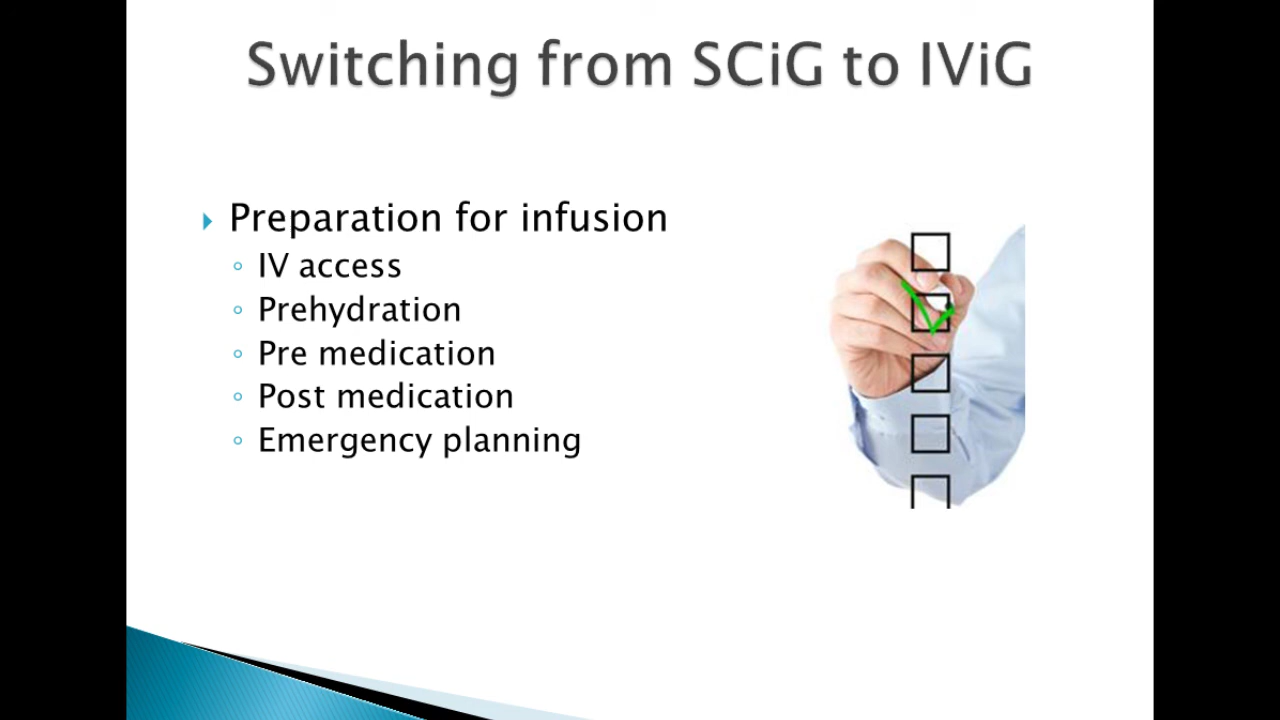 Switching from SCiG to IViG
Preparation for infusion
IV access
Prehydration
Pre medication
Post medication
Emergency planning